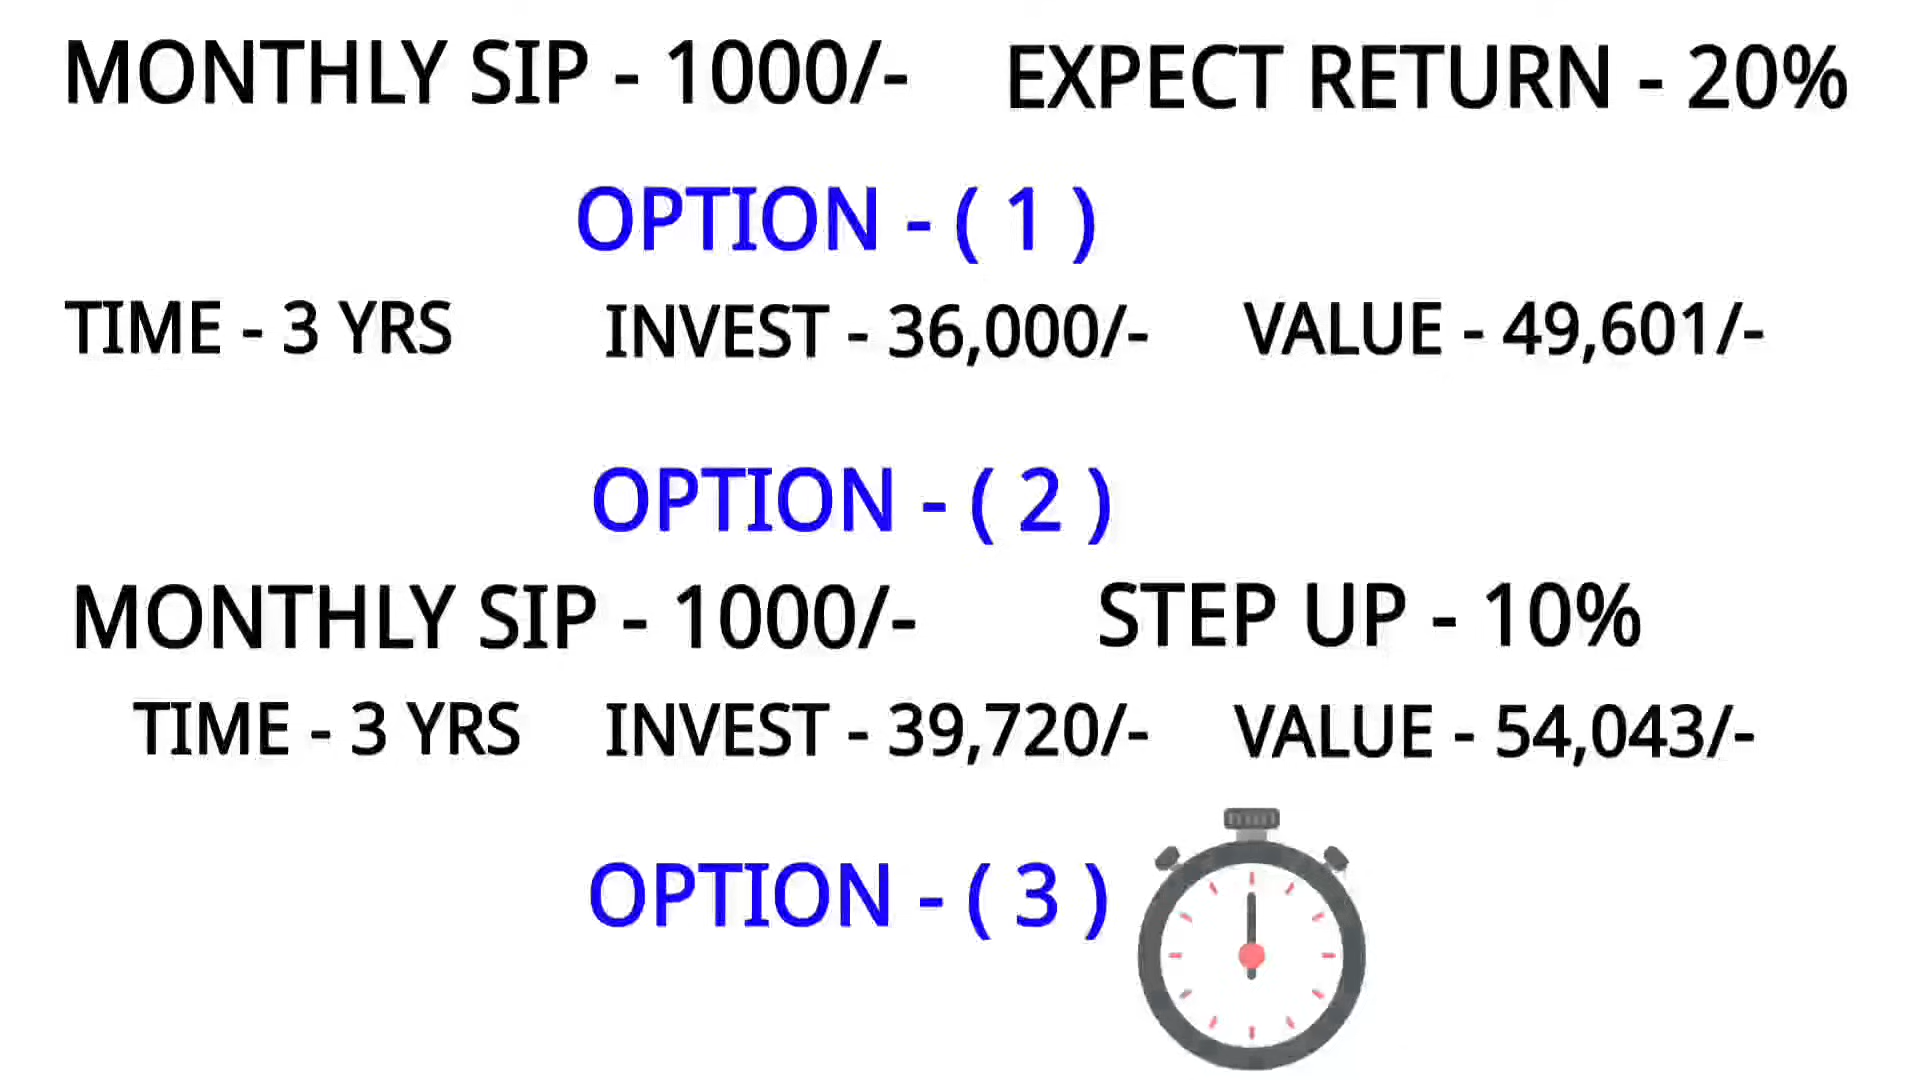 MONTHLY SIP - 1000/- EXPECT RETURN - 20%
OPTION - ( 1 )
TIME - 3 YRS INVEST - 36,000/- VALUE - 49,601/-
OPTION - ( 2 )
MONTHLY SIP - 1000/- STEP UP - 10%
TIME - 3 YRS INVEST - 39,720/- VALUE - 54,043/-
OPTION - ( 3 )